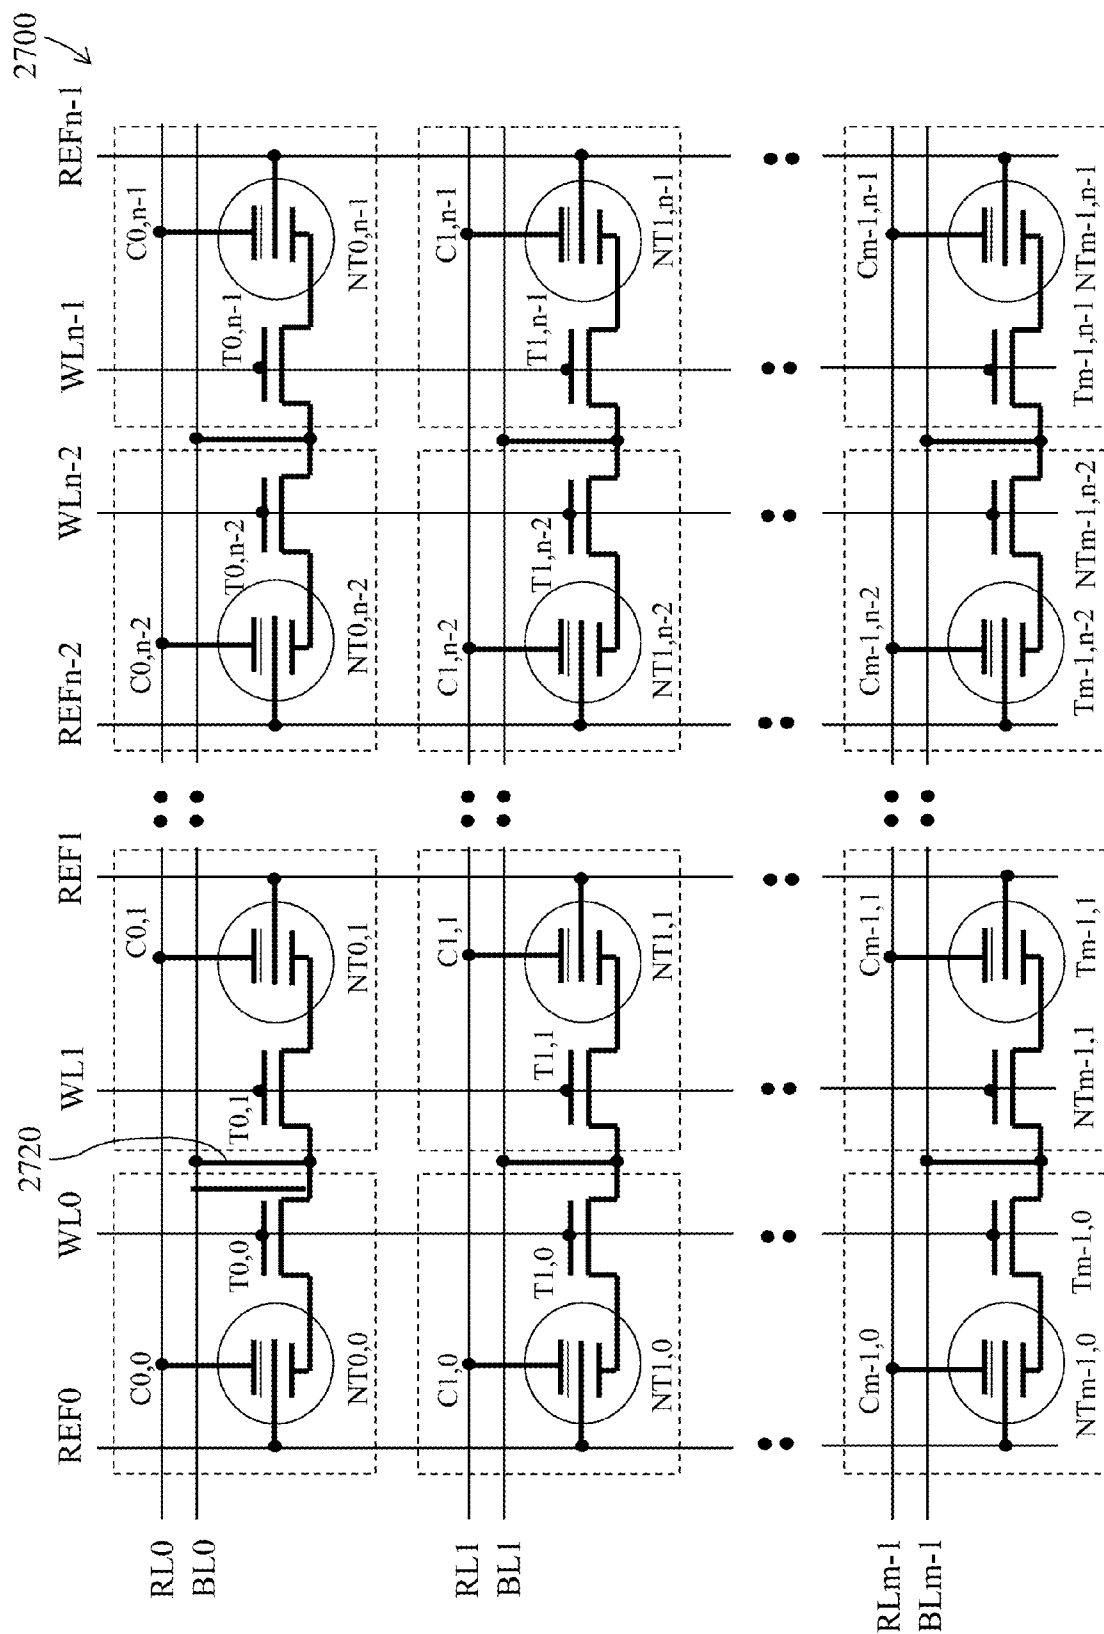 2700
REF0
WL0
2720
WL1
REF1
REFn-2
WLn-2
WLn-1
REFn-1
RL0
BL0
C0,0
T0,0
NT0,0
C0,1
T0,1
NT0,1
C0,n-2
T0,n-2
NT0,n-2
C0,n-1
T0,n-1
NT0,n-1
RL1
BL1
C1,0
T1,0
NT1,0
C1,1
T1,1
NT1,1
C1,n-2
T1,n-2
NT1,n-2
C1,n-1
T1,n-1
NT1,n-1
RLm-1
BLm-1
Cm-1,0
NTm-1,0
Tm-1,0
Cm-1,1
NTm-1,1
Tm-1,1
Cm-1,n-2
Tm-1,n-2
NTm-1,n-2
Cm-1,n-1
Tm-1,n-1
NTm-1,n-1